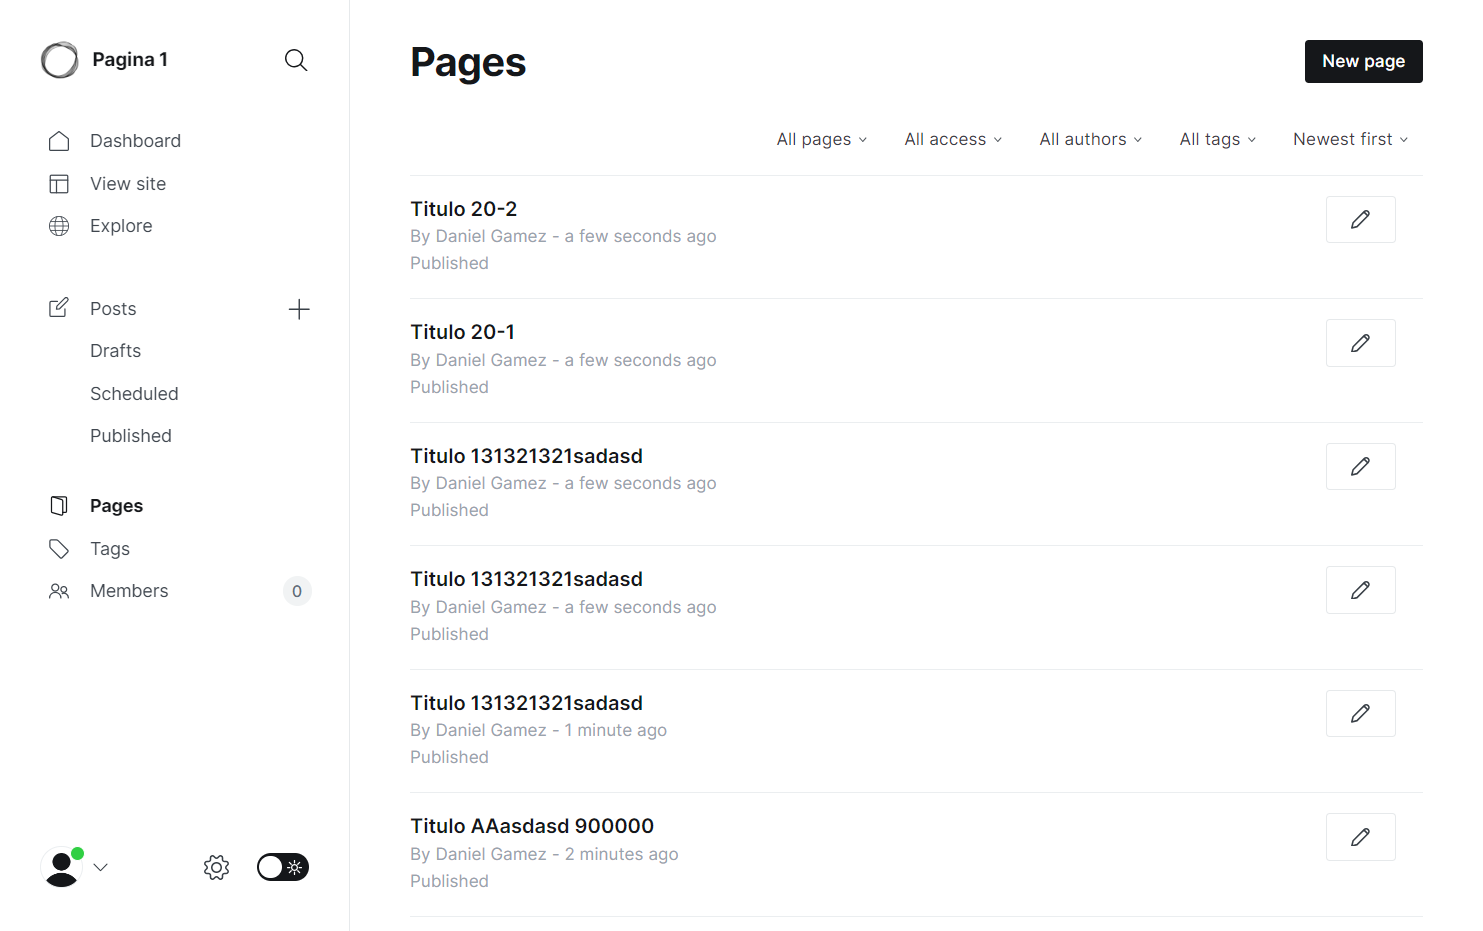 Pagina 1
Dashboard
View site
Explore
Posts
Drafts
Scheduled
Published
Pages
Tags
Members 0
Pages
New page
All pages All access All authors All tags Newest first
Titulo 20-2
By Daniel Gamez - a few seconds ago
Published
Titulo 20-1
By Daniel Gamez - a few seconds ago
Published
Titulo 131321321sadasd
By Daniel Gamez - a few seconds ago
Published
Titulo 131321321sadasd
By Daniel Gamez - a few seconds ago
Published
Titulo 131321321sadasd
By Daniel Gamez - 1 minute ago
Published
Titulo AAasdasd 900000
By Daniel Gamez - 2 minutes ago
Published